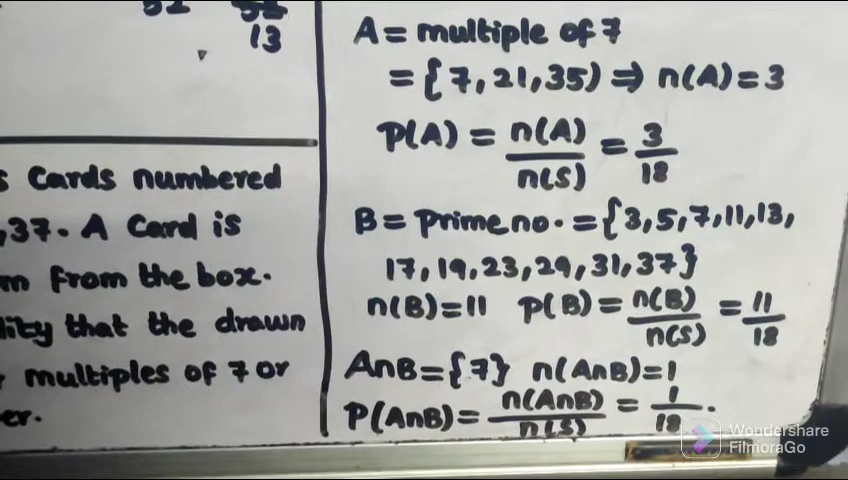 13
s Cards numbered
,37. A Card is
m from the box.
lity that the drawn
multiples of 7 or
er.
A = multiple of 7
= {7, 21, 35) ⇒ n(A) = 3
P(A) = n(A)/n(S) = 3/18
B = Prime no. = {3,5,7,11,13,
17, 19, 23, 29, 31, 37}
n(B) = 11 P(B) = n(B)/n(S) = 11/18
A∩B = {7} n(A∩B) = 1
P(A∩B) = n(A∩B)/n(S) = 1/18.
Wondershare
FilmoraGo